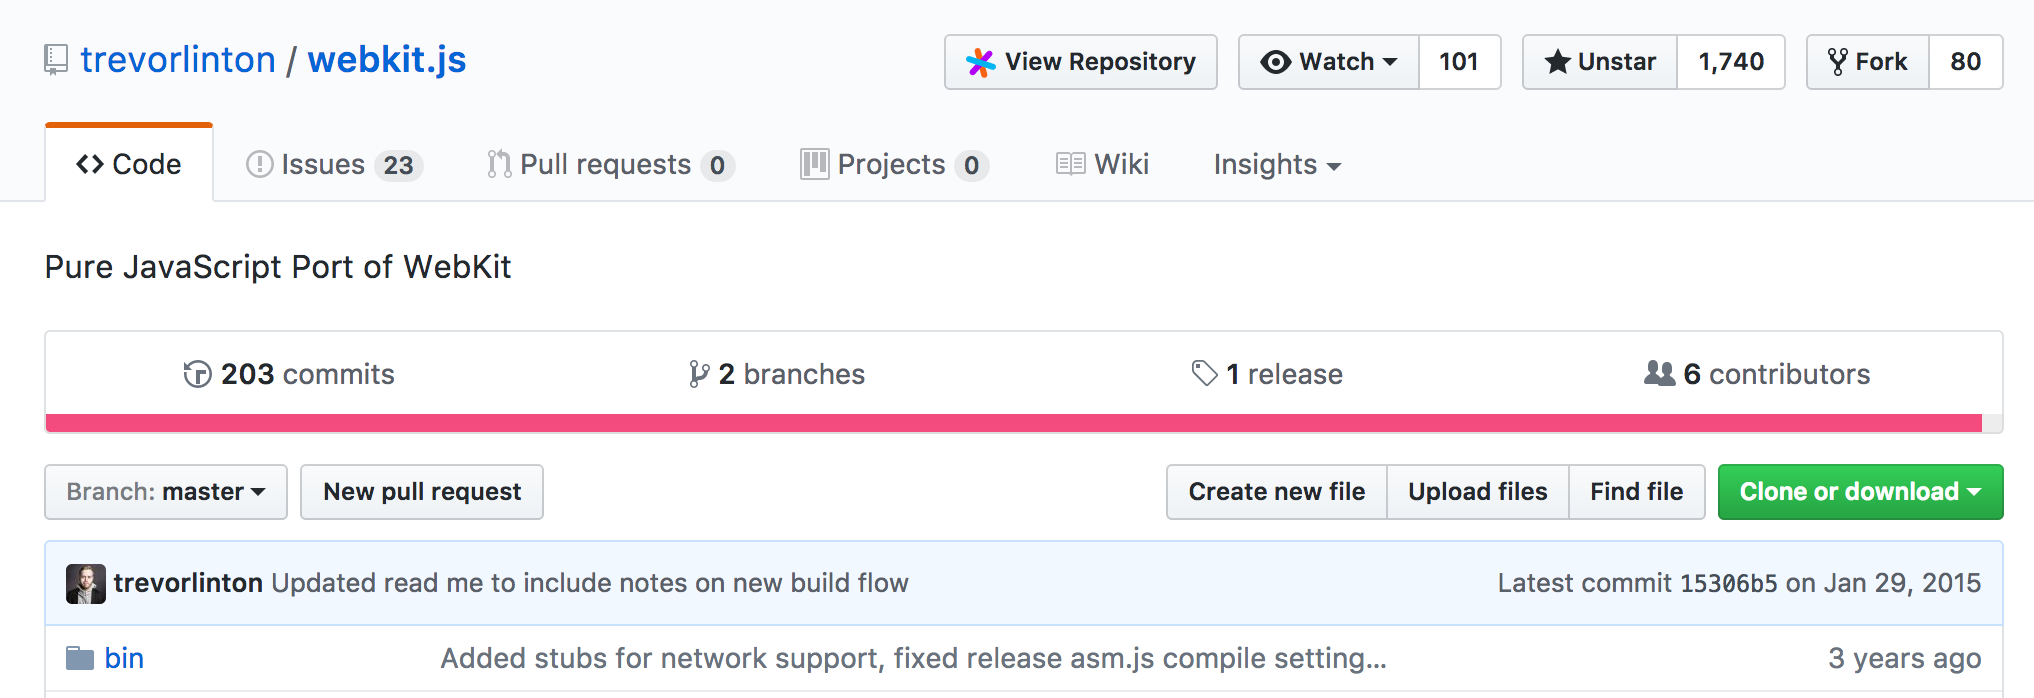 trevorlinton / webkit.js
View Repository Watch 101 Unstar 1,740 Fork 80
Code Issues 23 Pull requests 0 Projects 0 Wiki Insights
Pure JavaScript Port of WebKit
203 commits 2 branches 1 release 6 contributors
Branch: master New pull request Create new file Upload files Find file Clone or download
trevorlinton Updated read me to include notes on new build flow Latest commit 15306b5 on Jan 29, 2015
bin Added stubs for network support, fixed release asm.js compile setting... 3 years ago